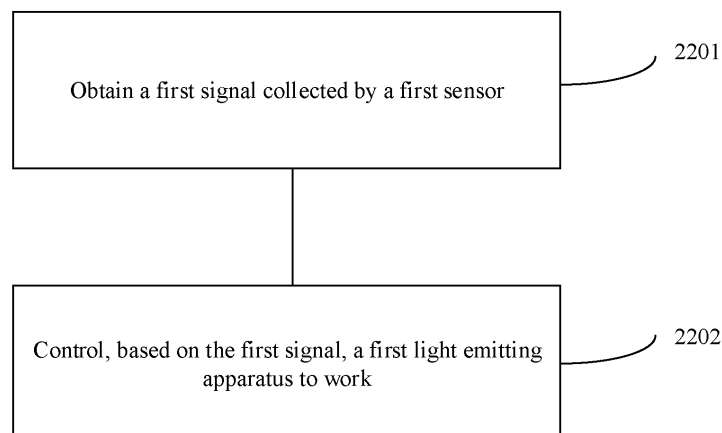 Obtain a first signal collected by a first sensor
2201
Control, based on the first signal, a first light emitting
apparatus to work
2202